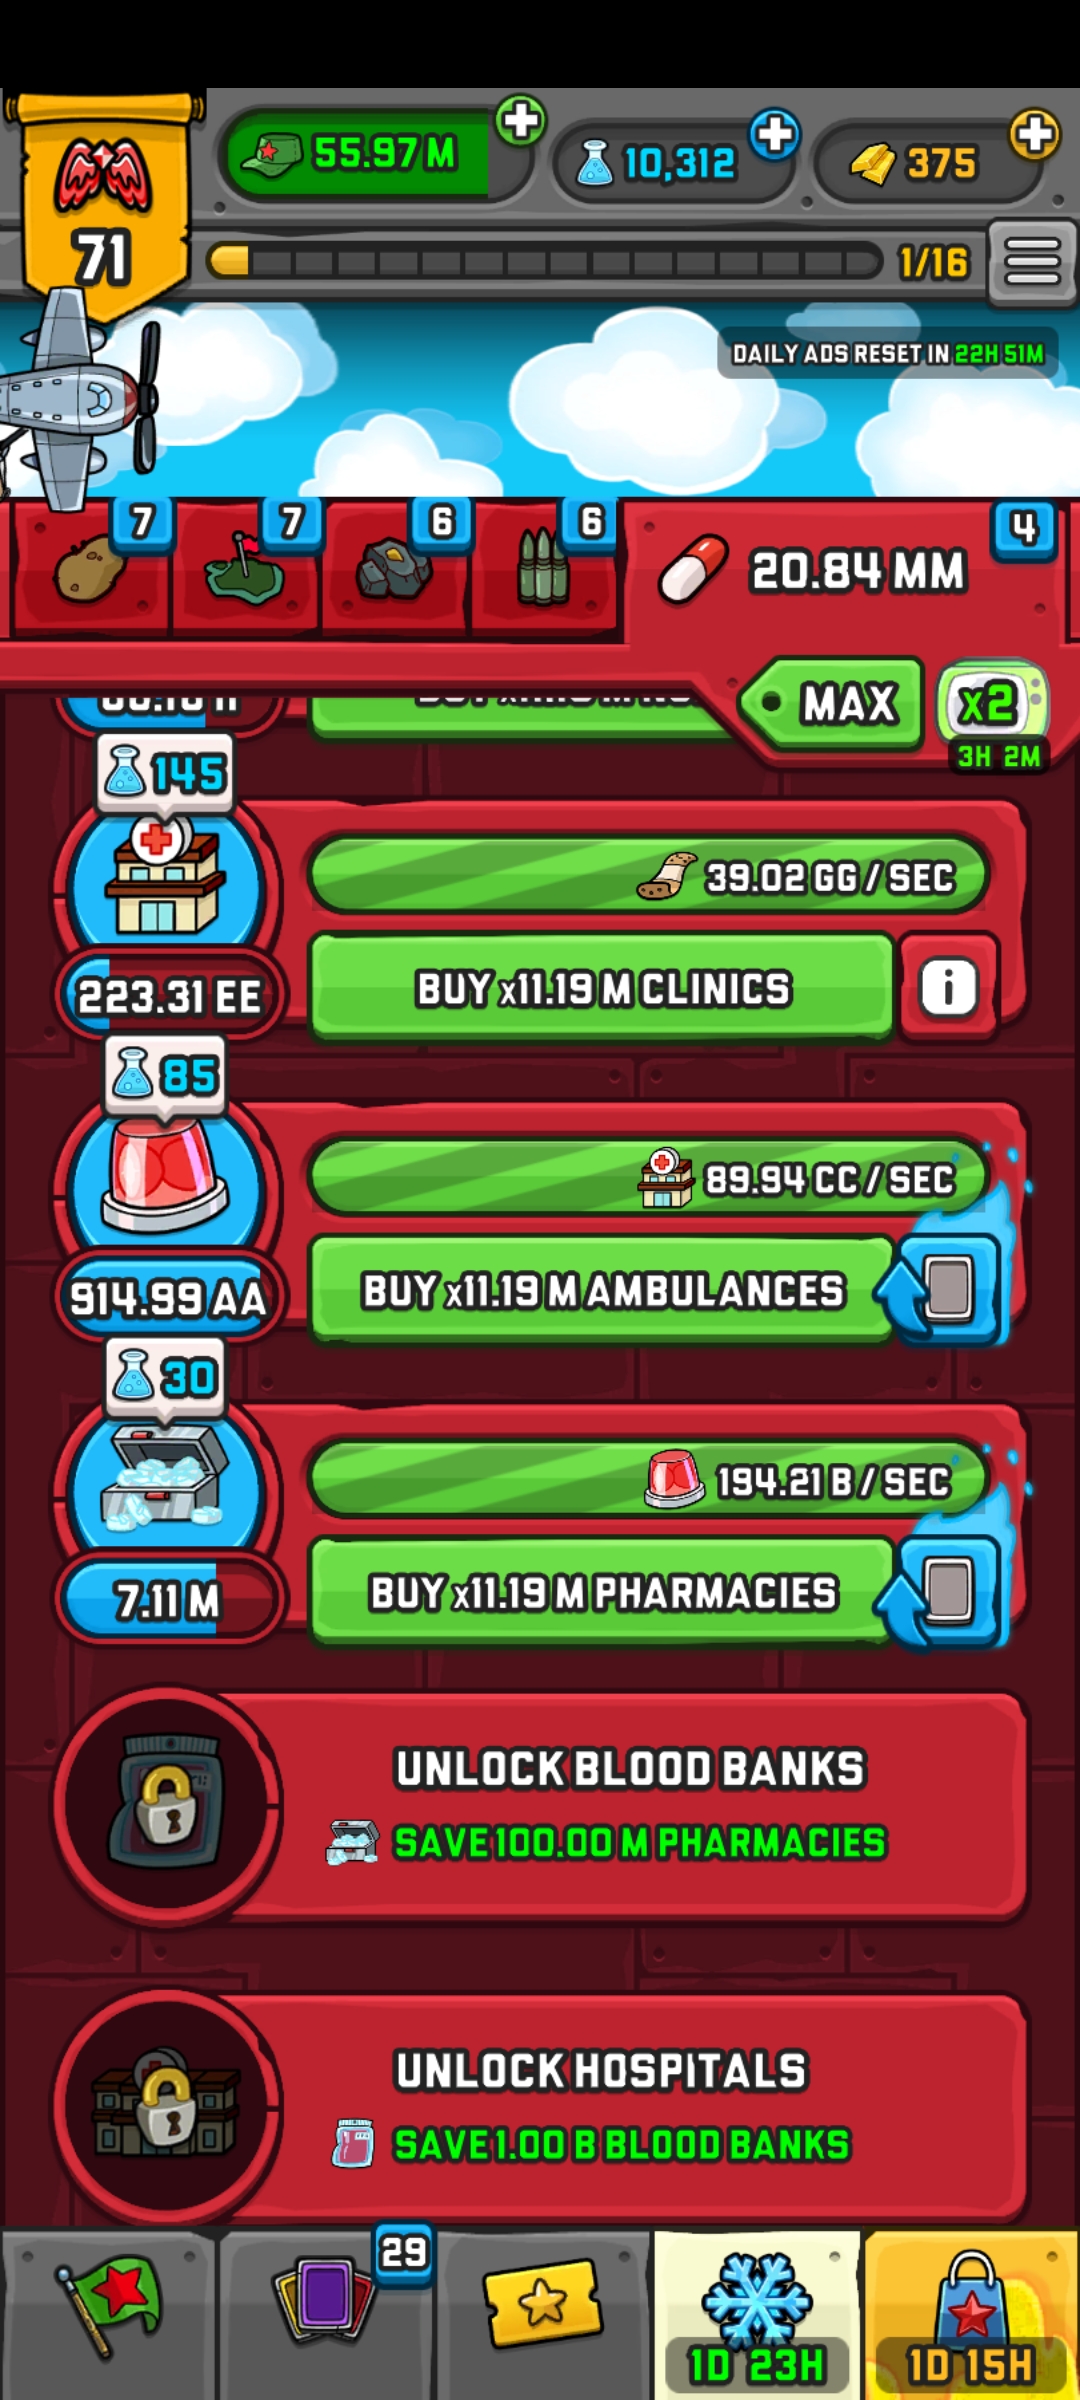 55.97 M
10,312
375
71
1/16
DAILY ADS RESET IN 22H 51M
7
7
6
6
20.84 MM
4
MAX
x2
3H 2M
145
39.02 GG / SEC
223.31 EE
BUY x11.19 M CLINICS
i
85
89.94 CC / SEC
914.99 AA
BUY x11.19 M AMBULANCES
30
194.21 B / SEC
7.11 M
BUY x11.19 M PHARMACIES
UNLOCK BLOOD BANKS
SAVE 100.00 M PHARMACIES
UNLOCK HOSPITALS
SAVE 1.00 B BLOOD BANKS
29
1D 23H
1D 15H